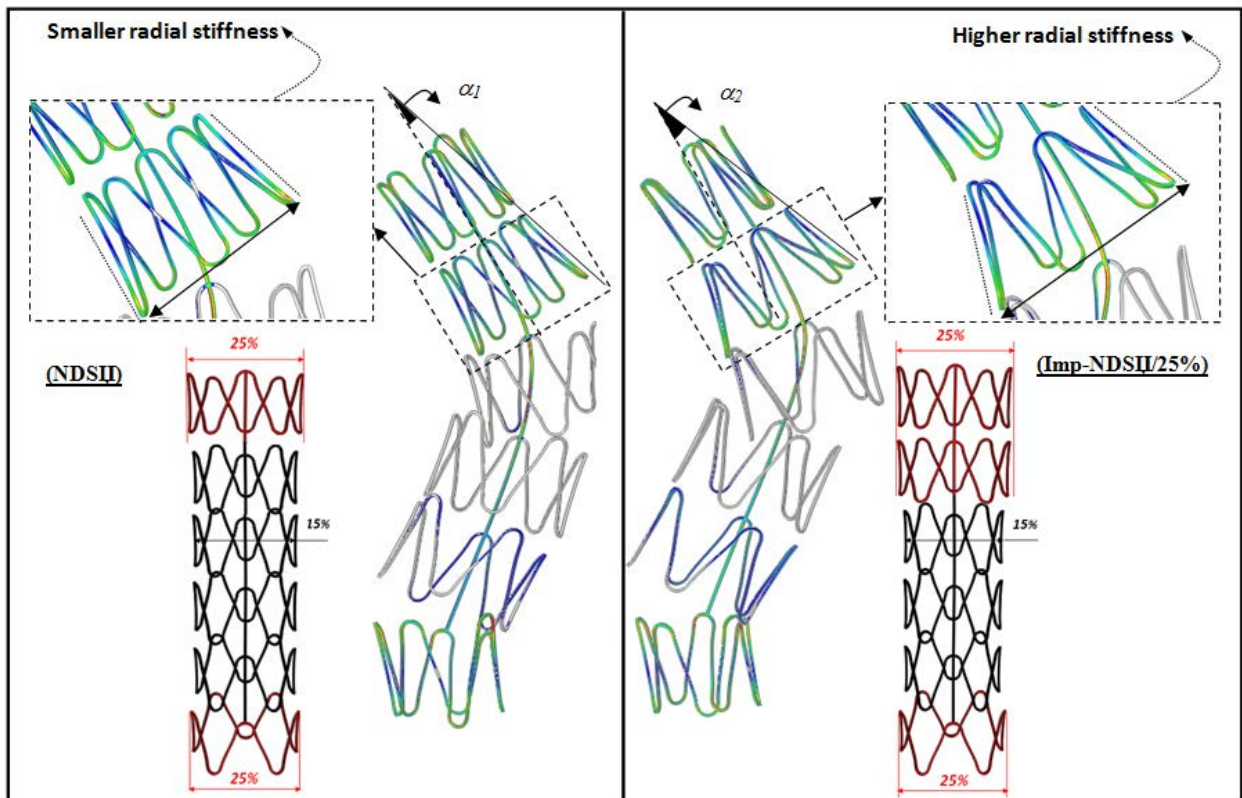 Smaller radial stiffness
α1
25%
(NDSII)
15%
25%
Higher radial stiffness
α2
25%
(Imp-NDSII/25%)
15%
25%